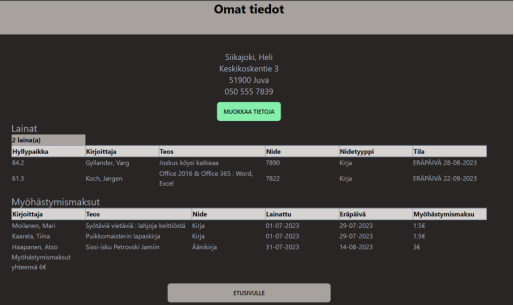 Omat tiedot
Siikajoki, Heli
Keskikoskentie 3
51900 Juva
050 555 7839
MUOKKAA TIETOJA
Lainat
2 laina(a)
Hyllypaikka Kirjoittaja Teos Nide Nidetyyppi Tila
84.2 Gyllander, Varg Joskus köysi katkeaa 7890 Kirja ERÄPÄIVÄ 28-08-2023
61.3 Koch, Jørgen Office 2016 & Office 365 : Word, Excel 7822 Kirja ERÄPÄIVÄ 22-09-2023
Myöhästymismaksut
Kirjoittaja Teos Nide Lainattu Eräpäivä Myöhästymismaksu
Moilanen, Mari Syötäviä vietäviä : lahjoja keittiöstä Kirja 01-07-2023 29-07-2023 1.5€
Kaarela, Tiina Puikkomaisterin lapaskirja Kirja 01-07-2023 29-07-2023 1.5€
Haapanen, Atso Sissi-isku Petrovski Jamiin Äänikirja 31-07-2023 14-08-2023 3€
Myöhästymismaksut
yhteensä 6€
ETUSIVULLE